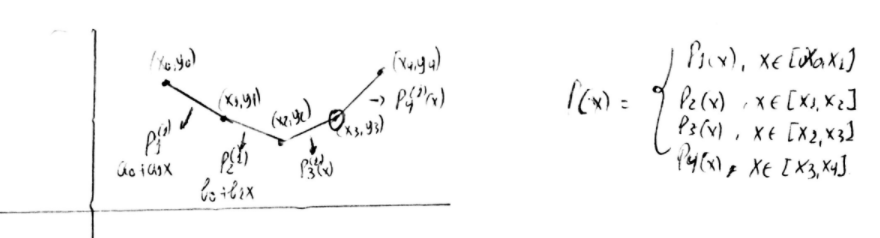 (x₀,y₀)
(x₁,y₁)
(x₂,y₂)
(x₃,y₃)
(x₄,y₄)
P₁⁽¹⁾
a₀+a₁x
P₂⁽¹⁾
b₀+b₁x
P₃⁽¹⁾(x)
→ P₄⁽¹⁾(x)
P(x) = {
P₁(x), x∈[x₀,x₁]
P₂(x), x∈[x₁,x₂]
P₃(x), x∈[x₂,x₃]
P₄(x), x∈[x₃,x₄]